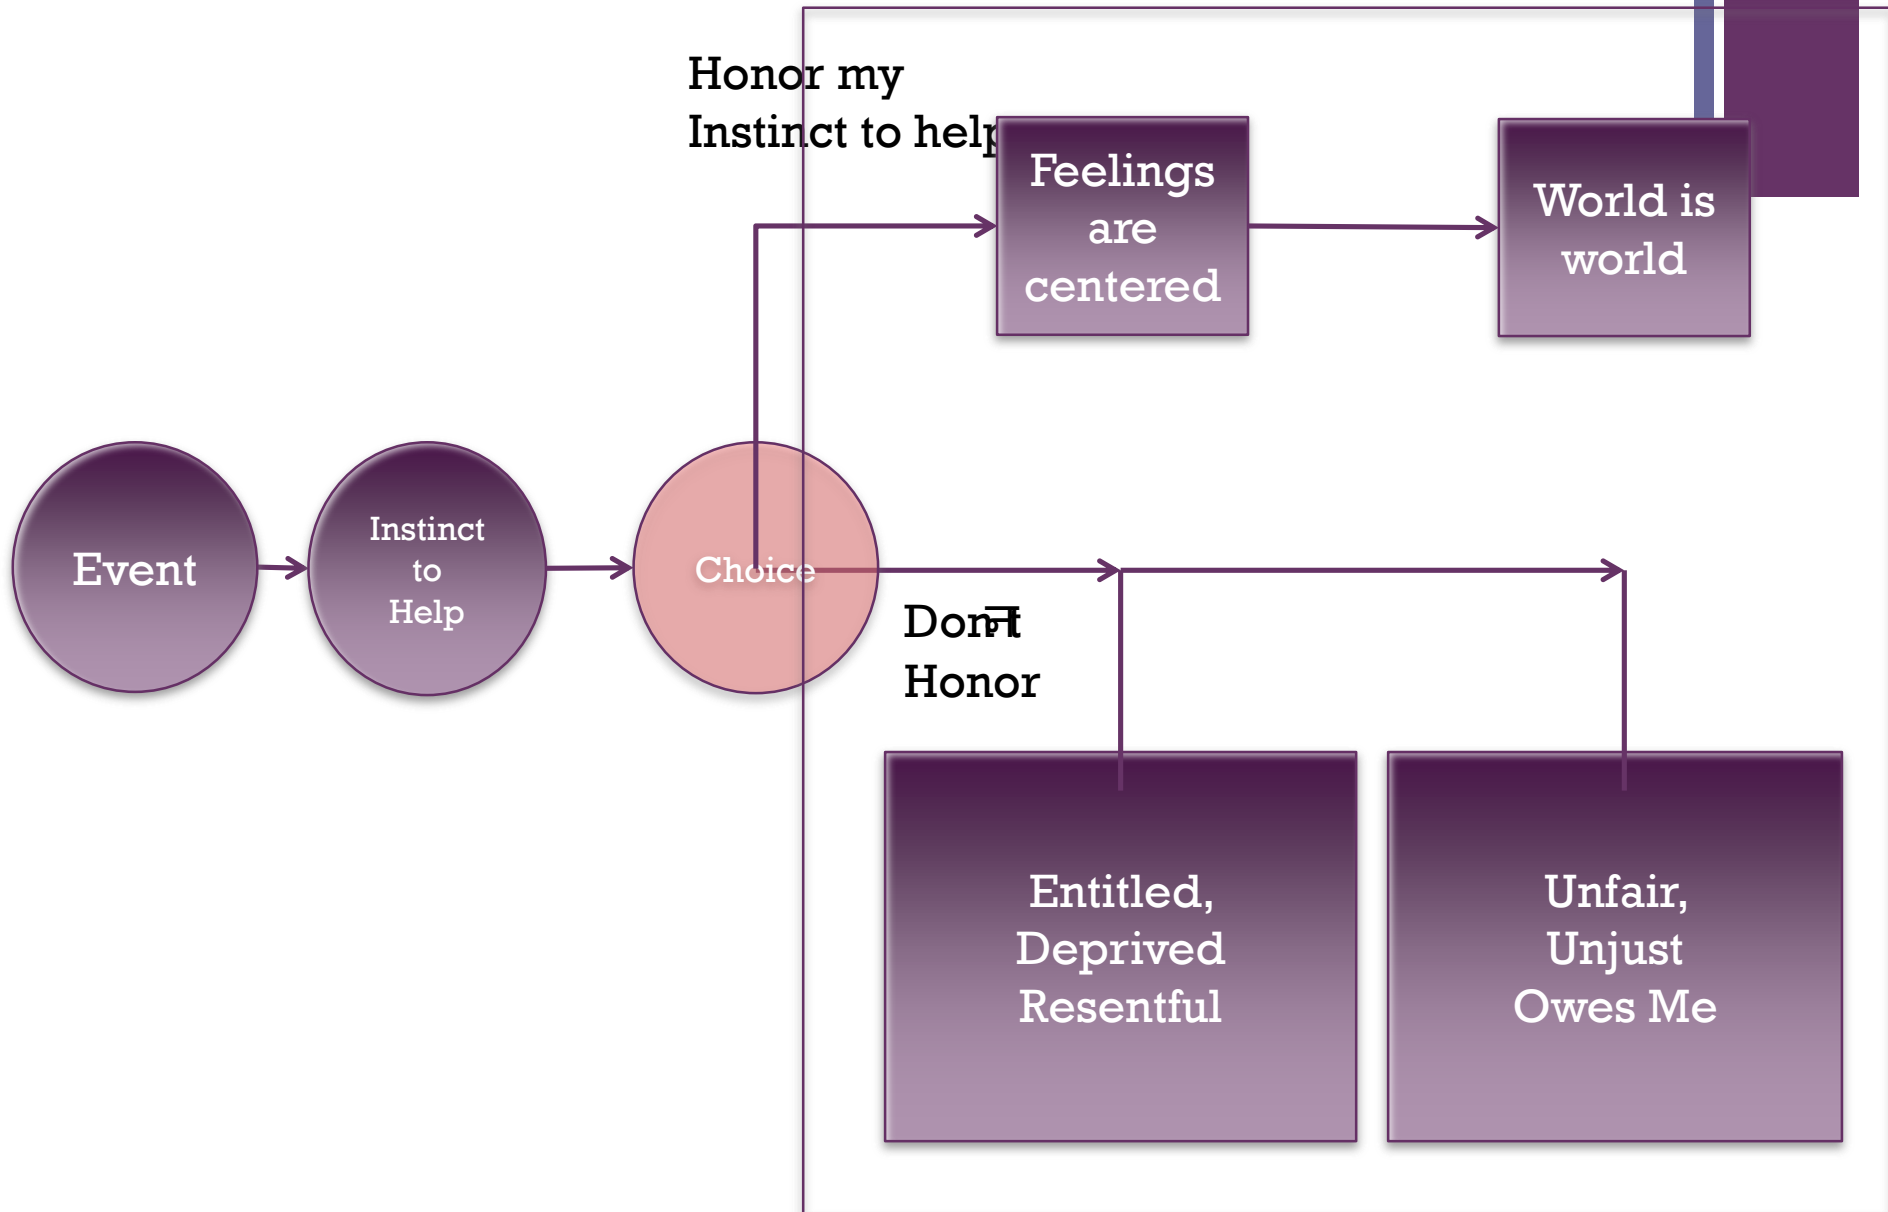 Honor my
Instinct to help
Feelings
are
centered
World is
world
Event
Instinct
to
Help
Choice
Don't
Honor
Entitled,
Deprived
Resentful
Unfair,
Unjust
Owes Me